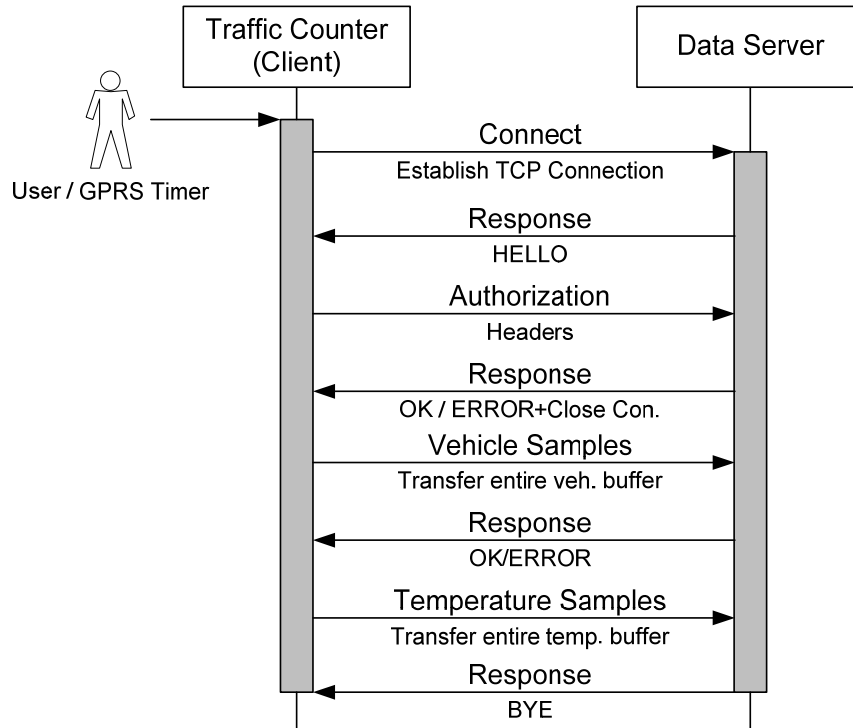 Traffic Counter
(Client)
Data Server
User / GPRS Timer
Connect
Establish TCP Connection
Response
HELLO
Authorization
Headers
Response
OK / ERROR+Close Con.
Vehicle Samples
Transfer entire veh. buffer
Response
OK/ERROR
Temperature Samples
Transfer entire temp. buffer
Response
BYE